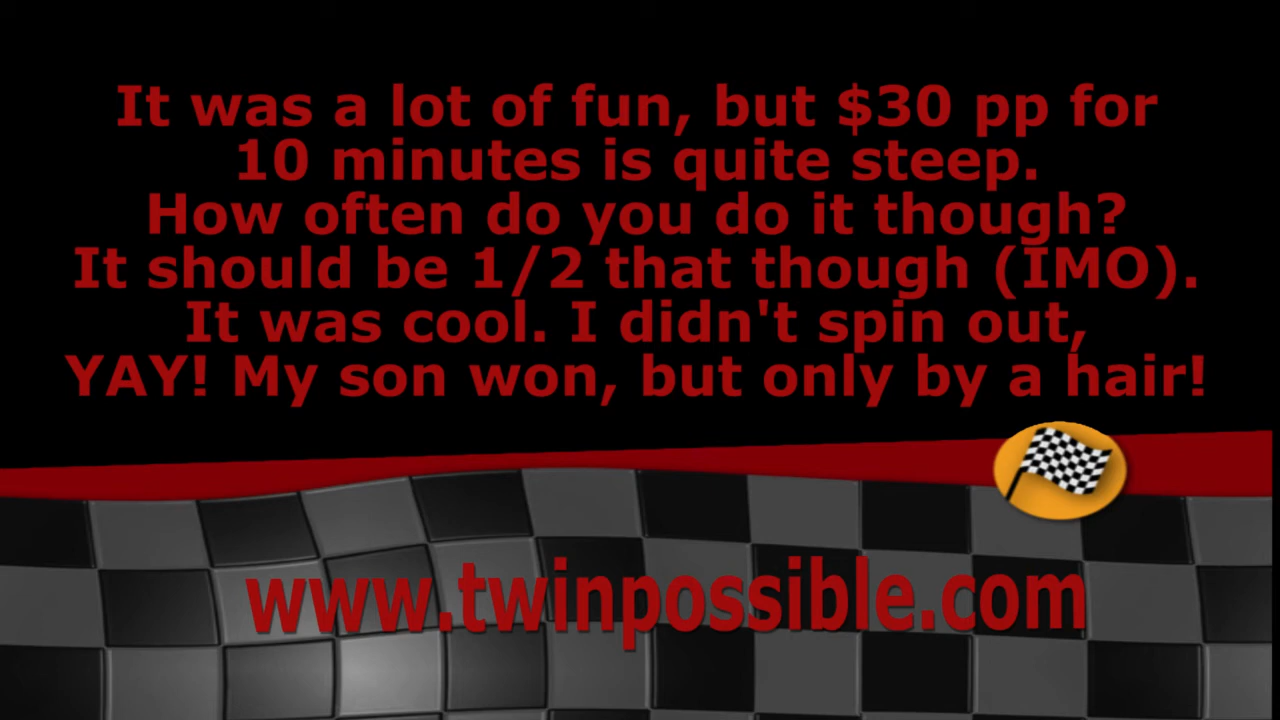 It was a lot of fun, but $30 pp for
10 minutes is quite steep.
How often do you do it though?
It should be 1/2 that though (IMO).
It was cool. I didn't spin out,
YAY! My son won, but only by a hair!
www.twinpossible.com